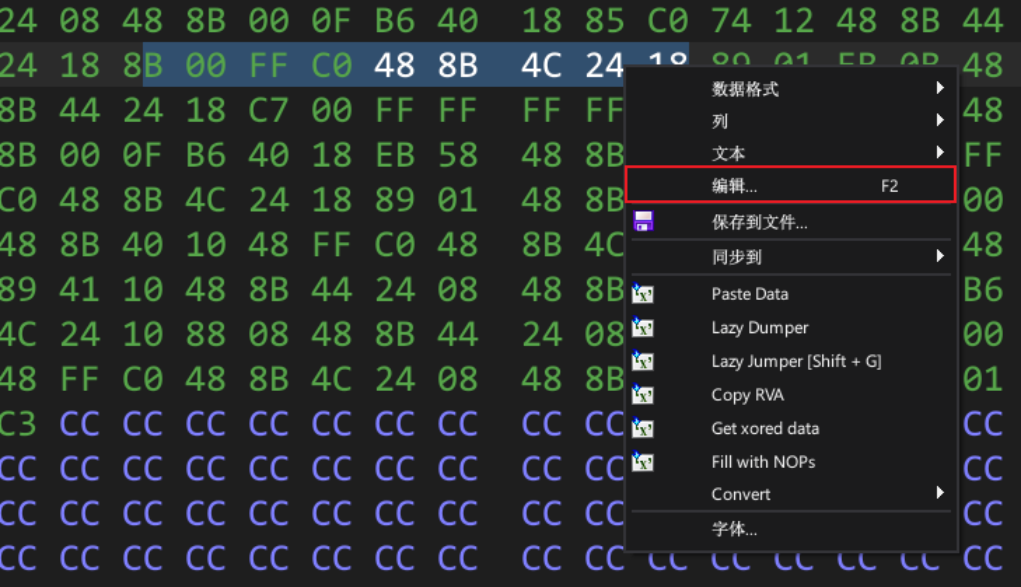 24 08 48 8B 00 0F B6 40 18 85 C0 74 12 48 8B 44
24 18 8B 00 FF C0 48 8B 4C 24 18 89 01 EB 0B 48
8B 44 24 18 C7 00 FF FF FF FF 48
8B 00 0F B6 40 18 EB 58 48 8B FF
C0 48 8B 4C 24 18 89 01 48 8B 00
48 8B 40 10 48 FF C0 48 8B 4C 48
89 41 10 48 8B 44 24 08 48 8B B6
4C 24 10 88 08 48 8B 44 24 08 00
48 FF C0 48 8B 4C 24 08 48 8B 01
C3 CC CC CC CC CC CC CC CC CC CC
CC CC CC CC CC CC CC CC CC CC CC
CC CC CC CC CC CC CC CC CC CC CC
CC CC CC CC CC CC CC CC CC CC CC CC CC CC CC CC
数据格式
列
文本
编辑... F2
保存到文件...
同步到
Paste Data
Lazy Dumper
Lazy Jumper [Shift + G]
Copy RVA
Get xored data
Fill with NOPs
Convert
字体...